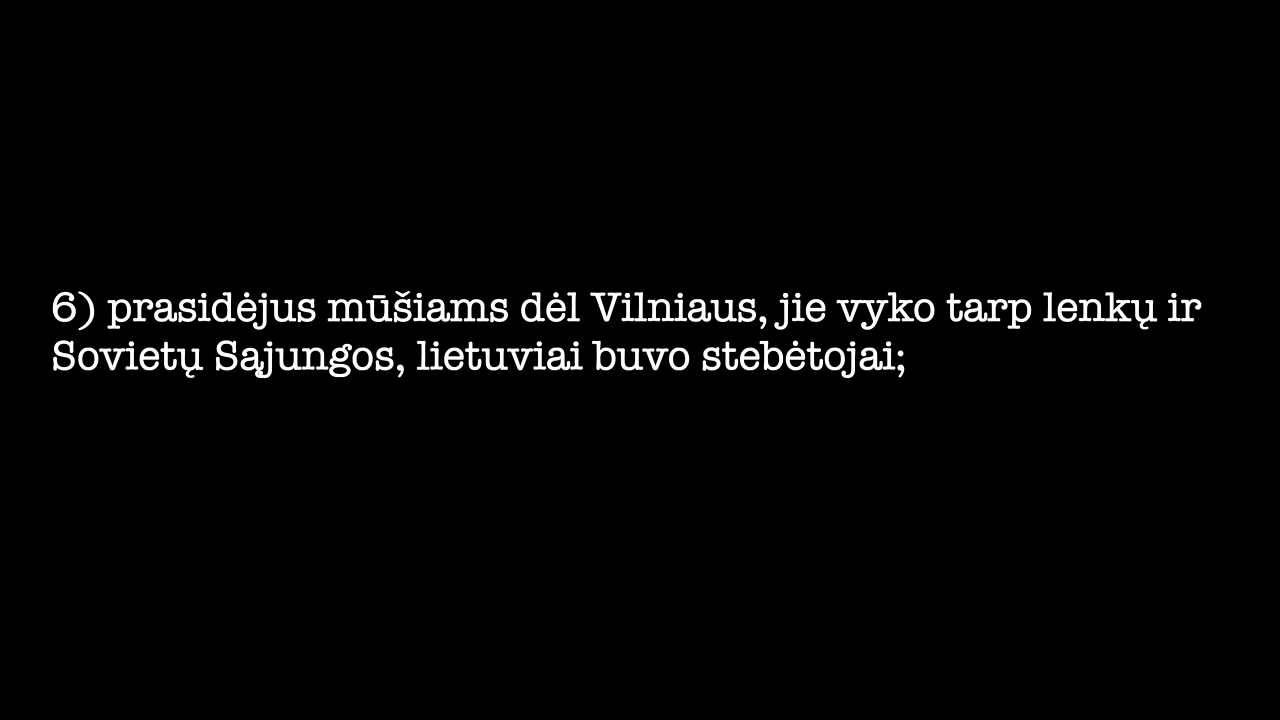 6) prasidėjus mūšiams dėl Vilniaus, jie vyko tarp lenkų ir
Sovietų Sąjungos, lietuviai buvo stebėtojai;